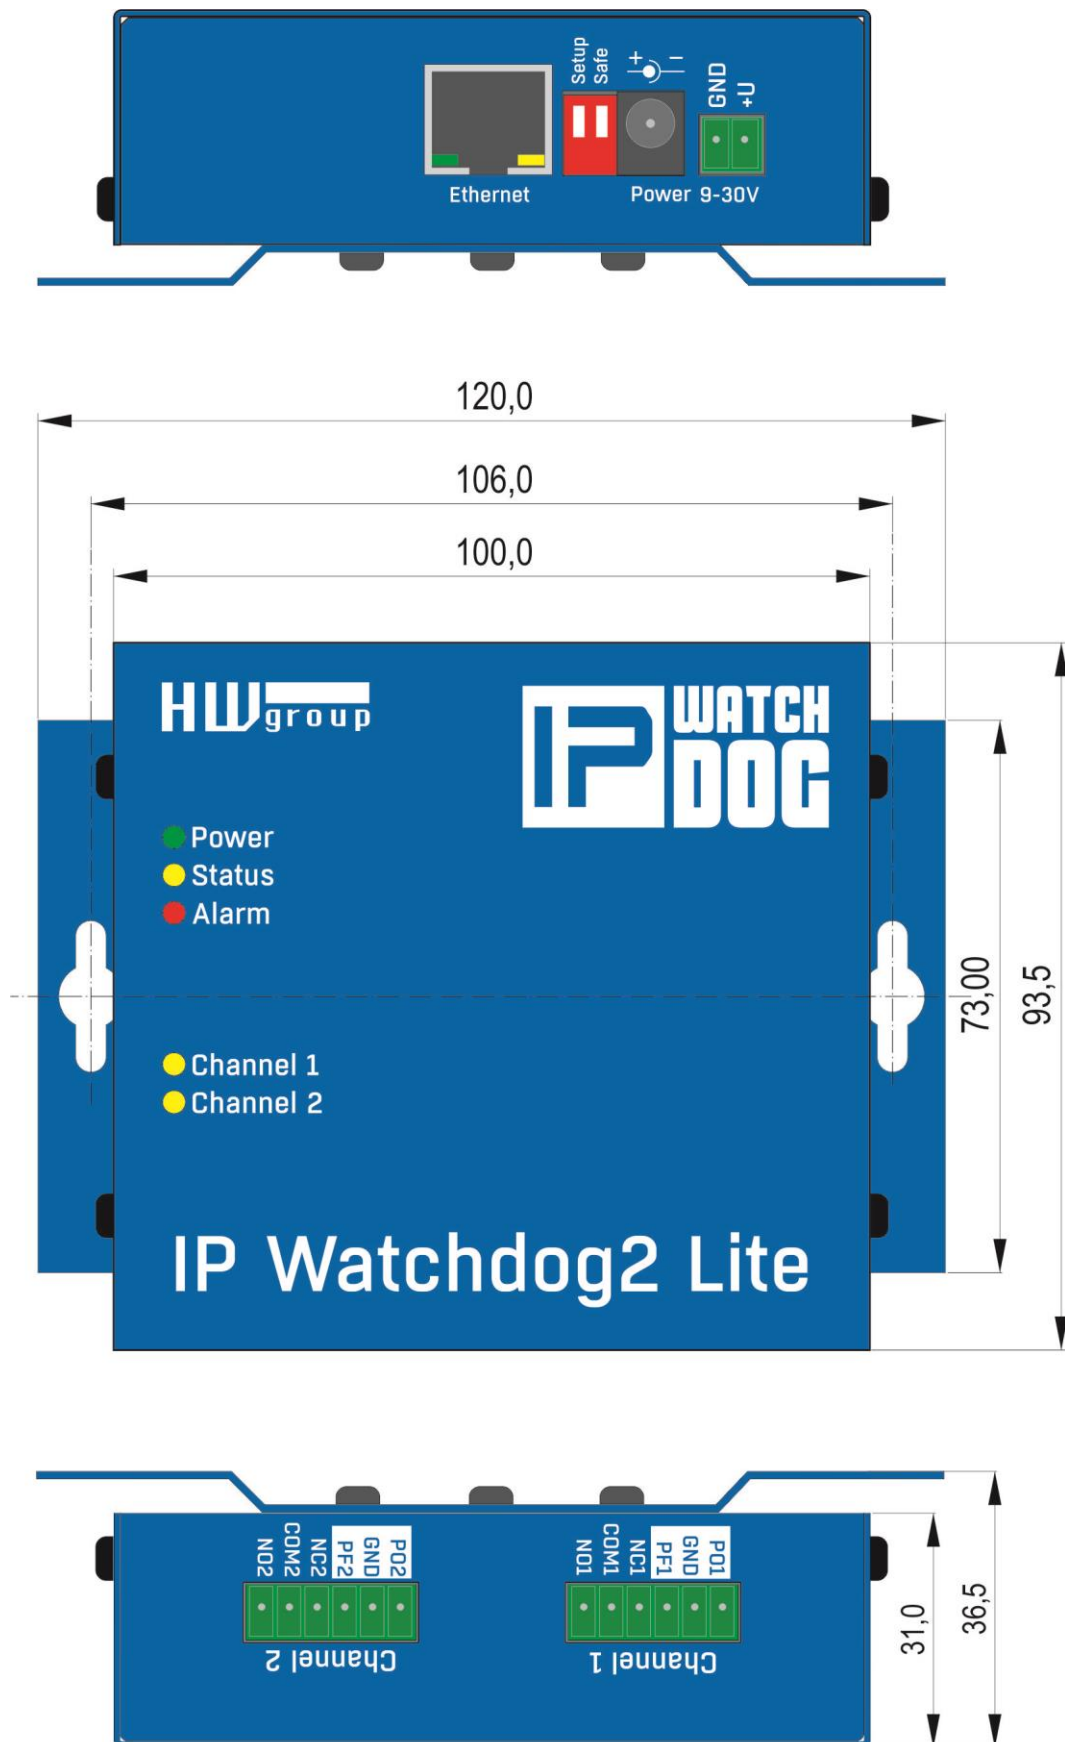 Setup
Safe
+ −
GND
+U
Ethernet
Power 9-30V
120,0
106,0
100,0
HW group
IP WATCH DOG
Power
Status
Alarm
73,00
93,5
Channel 1
Channel 2
IP Watchdog2 Lite
NO2
COM2
NC2
PF2
GND
PO2
NO1
COM1
NC1
PF1
GND
PO1
Channel 2
Channel 1
31,0
36,5